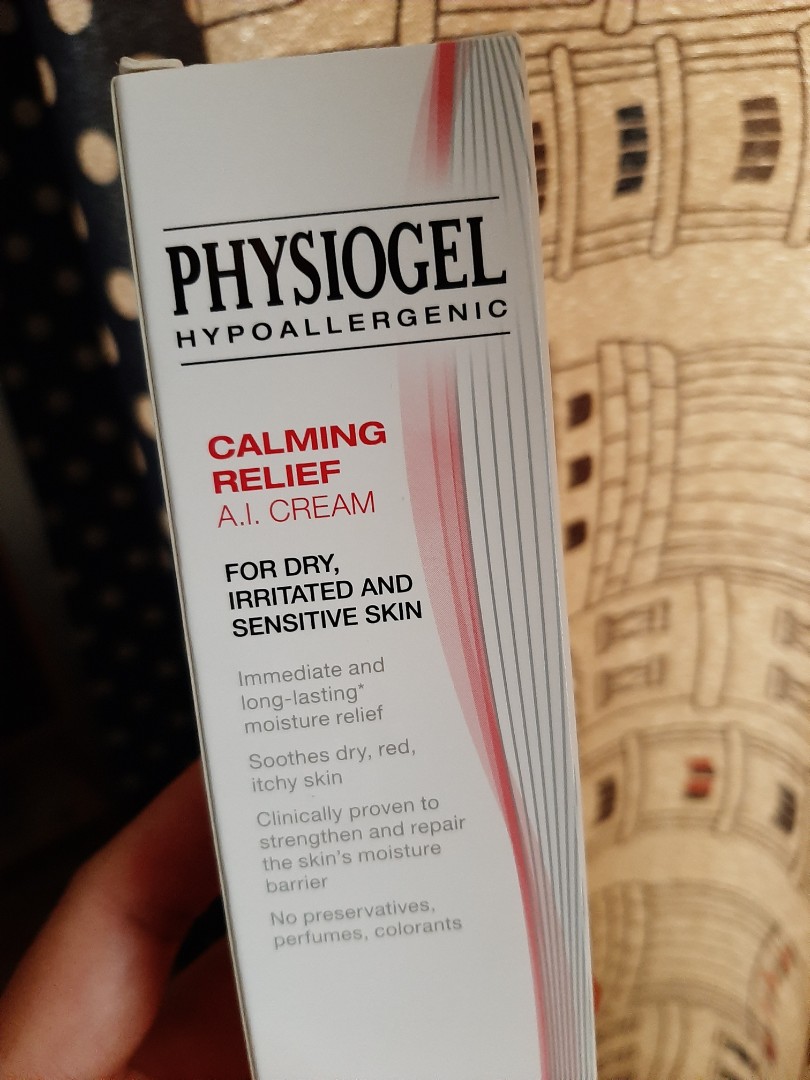 PHYSIOGEL
HYPOALLERGENIC
CALMING
RELIEF
A.I. CREAM
FOR DRY,
IRRITATED AND
SENSITIVE SKIN
Immediate and
long-lasting*
moisture relief
Soothes dry, red,
itchy skin
Clinically proven to
strengthen and repair
the skin's moisture
barrier
No preservatives,
perfumes, colorants